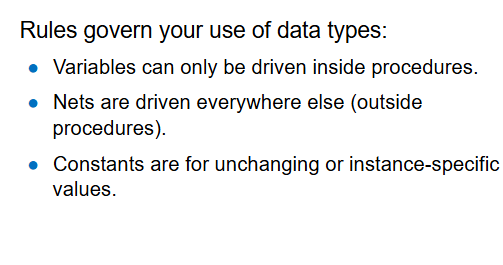 Rules govern your use of data types:
● Variables can only be driven inside procedures.
● Nets are driven everywhere else (outside
procedures).
● Constants are for unchanging or instance-specific
values.